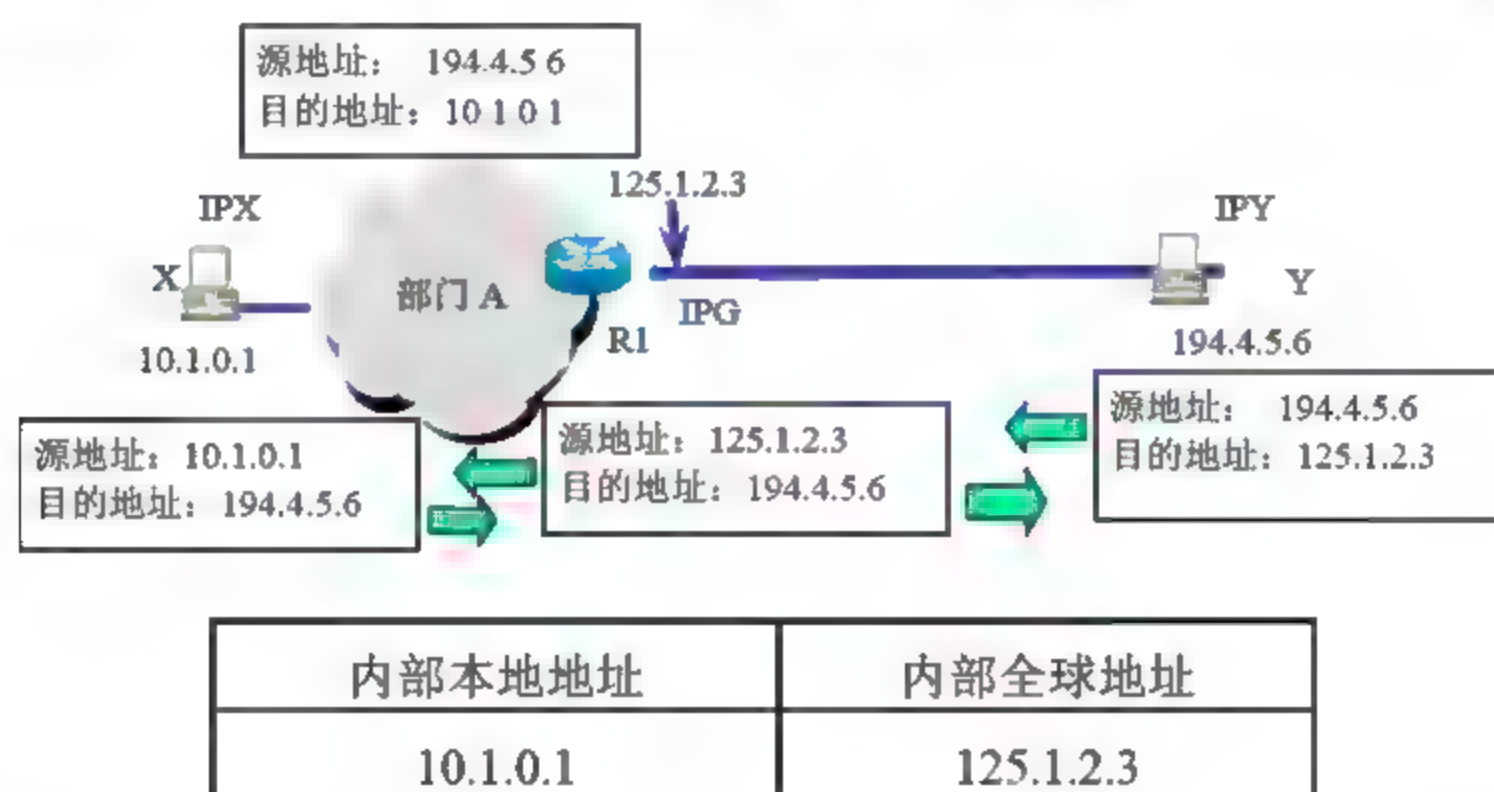 源地址： 194.4.5 6
目的地址：10 1 0 1
125.1.2.3
IPX
IPY
X
部门 A
Y
IPG
R1
10.1.0.1
194.4.5.6
源地址： 194.4.5.6
目的地址：125.1.2.3
源地址：125.1.2.3
目的地址：194.4.5.6
源地址：10.1.0.1
目的地址：194.4.5.6
内部本地地址 内部全球地址
10.1.0.1 125.1.2.3